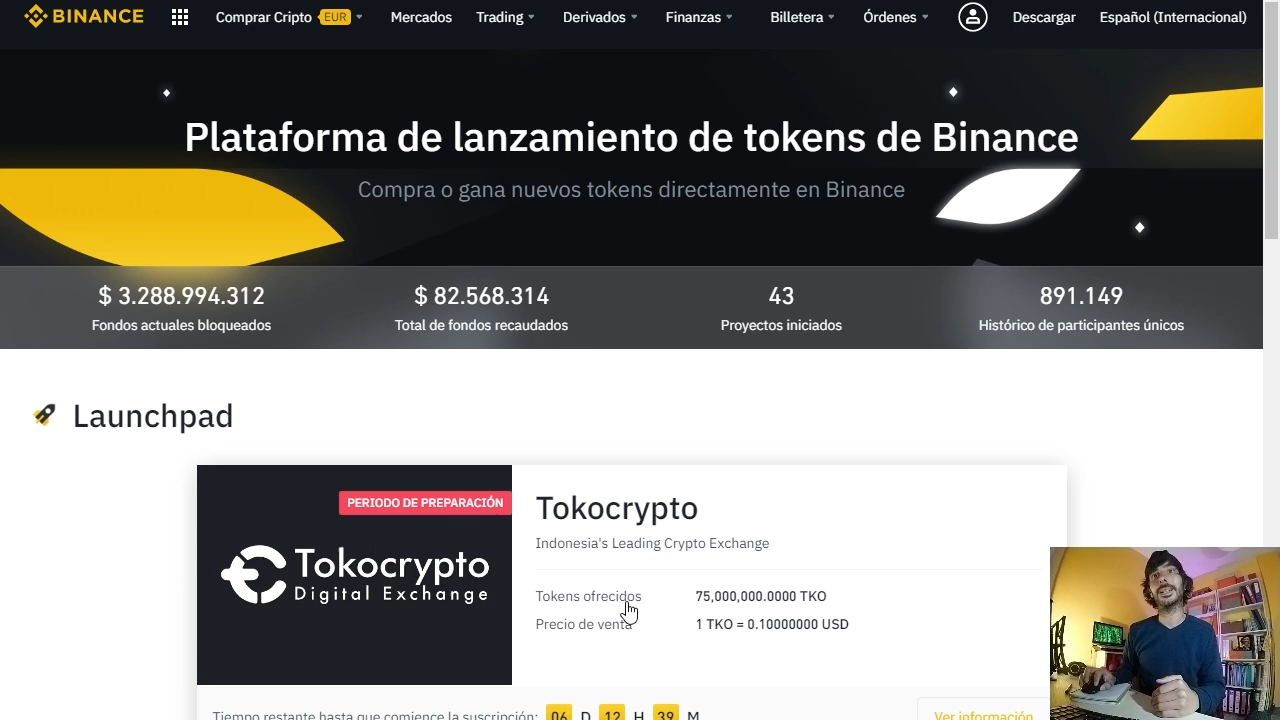 BINANCE Comprar Cripto EUR Mercados Trading Derivados Finanzas Billetera Órdenes Descargar Español (Internacional)
Plataforma de lanzamiento de tokens de Binance
Compra o gana nuevos tokens directamente en Binance
$ 3.288.994.312 $ 82.568.314 43 891.149
Fondos actuales bloqueados Total de fondos recaudados Proyectos iniciados Histórico de participantes únicos
Launchpad
PERIODO DE PREPARACIÓN
Tokocrypto
Digital Exchange
Tokocrypto
Indonesia's Leading Crypto Exchange
Tokens ofrecidos 75,000,000.0000 TKO
Precio de venta 1 TKO = 0.10000000 USD
Tiempo restante hasta que comience la suscripción: 06 D 12 H 39 M Ver información